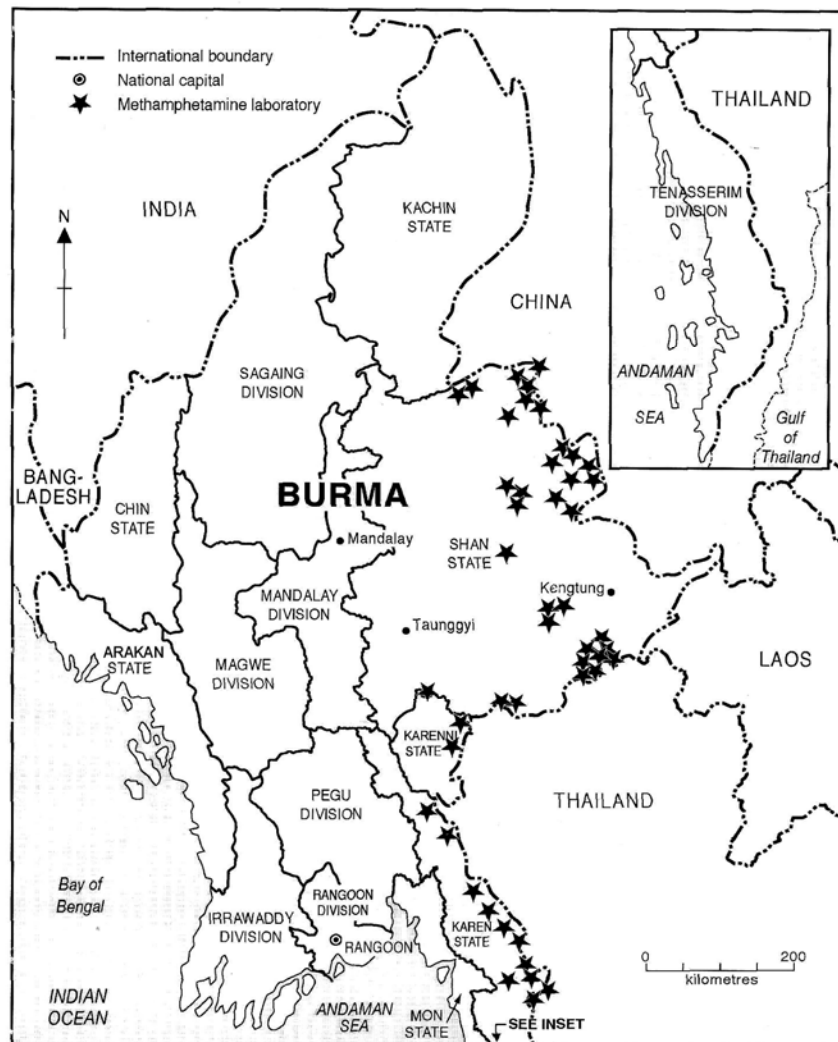 International boundary
National capital
Methamphetamine laboratory
N
INDIA
KACHIN
STATE
CHINA
THAILAND
TENASSERIM
DIVISION
ANDAMAN
SEA
Gulf
of
Thailand
SAGAING
DIVISION
BANG-
LADESH
CHIN
STATE
BURMA
Mandalay
SHAN
STATE
Kengtung
MANDALAY
DIVISION
Taunggyi
ARAKAN
STATE
MAGWE
DIVISION
LAOS
KARENNI
STATE
THAILAND
PEGU
DIVISION
Bay of
Bengal
IRRAWADDY
DIVISION
RANGOON
DIVISION
RANGOON
KAREN
STATE
0 200
kilometres
INDIAN
OCEAN
ANDAMAN
SEA
MON
STATE
SEE INSET